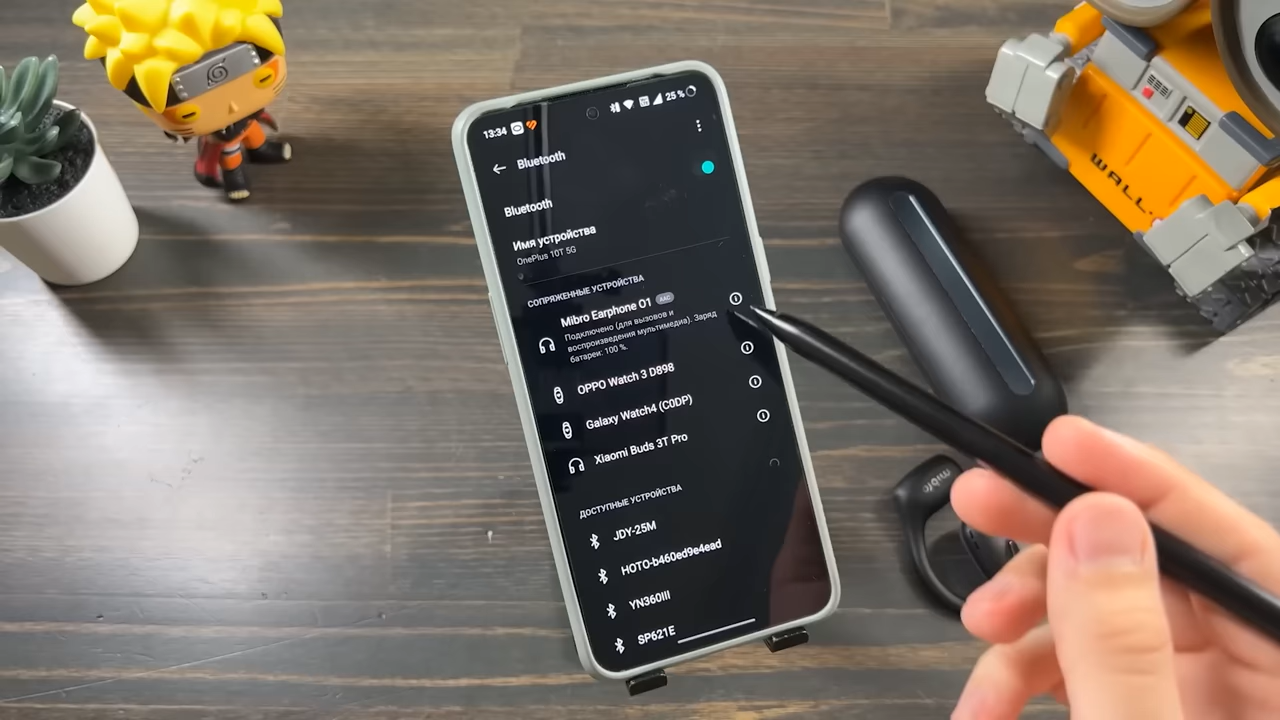 13:34
25 %
Bluetooth
Bluetooth
Имя устройства
OnePlus 10T 5G
СОПРЯЖЕННЫЕ УСТРОЙСТВА
Mibro Earphone O1 AAC
Подключено (для вызовов и
воспроизведения мультимедиа). Заряд
батареи: 100 %.
OPPO Watch 3 D898
Galaxy Watch4 (C0DP)
Xiaomi Buds 3T Pro
ДОСТУПНЫЕ УСТРОЙСТВА
JDY-25M
HOTO-b460ed9e4ead
YN360III
SP621E
WALL
mibro